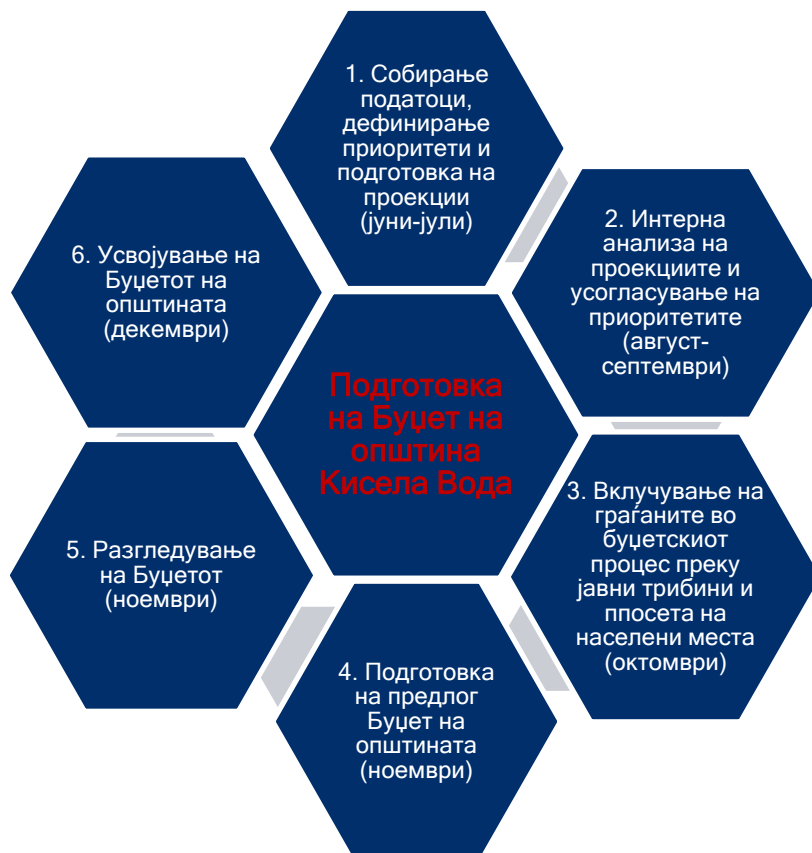 1. Собирање
податоци,
дефинирање
приоритети и
подготовка на
проекции
(јуни-јули)
2. Интерна
анализа на
проекциите и
усогласување на
приоритетите
(август-
септември)
3. Вклучување на
граѓаните во
буџетскиот
процес преку
јавни трибини и
ппосета на
населени места
(октомври)
4. Подготовка
на предлог
Буџет на
општината
(ноември)
5. Разгледување
на Буџетот
(ноември)
6. Усвојување на
Буџетот на
општината
(декември)
Подготовка
на Буџет на
општина
Кисела Вода